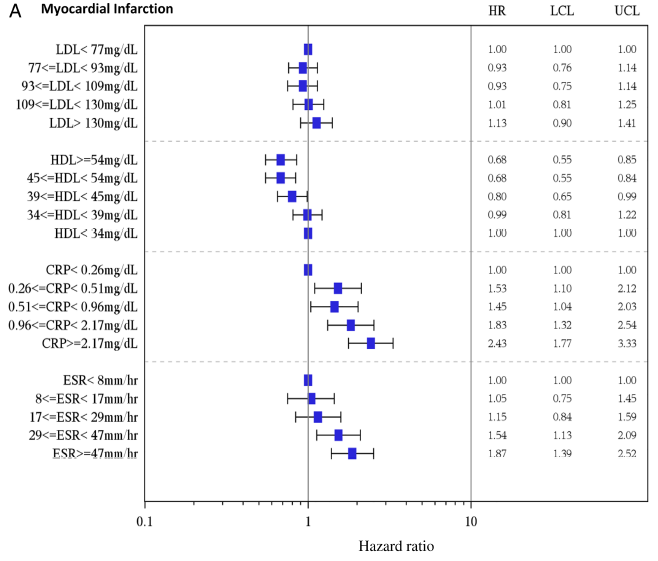 A Myocardial Infarction HR LCL UCL
LDL< 77mg/dL 1.00 1.00 1.00
77<=LDL< 93mg/dL 0.93 0.76 1.14
93<=LDL< 109mg/dL 0.93 0.75 1.14
109<=LDL< 130mg/dL 1.01 0.81 1.25
LDL> 130mg/dL 1.13 0.90 1.41
HDL>=54mg/dL 0.68 0.55 0.85
45<=HDL< 54mg/dL 0.68 0.55 0.84
39<=HDL< 45mg/dL 0.80 0.65 0.99
34<=HDL< 39mg/dL 0.99 0.81 1.22
HDL< 34mg/dL 1.00 1.00 1.00
CRP< 0.26mg/dL 1.00 1.00 1.00
0.26<=CRP< 0.51mg/dL 1.53 1.10 2.12
0.51<=CRP< 0.96mg/dL 1.45 1.04 2.03
0.96<=CRP< 2.17mg/dL 1.83 1.32 2.54
CRP>=2.17mg/dL 2.43 1.77 3.33
ESR< 8mm/hr 1.00 1.00 1.00
8<=ESR< 17mm/hr 1.05 0.75 1.45
17<=ESR< 29mm/hr 1.15 0.84 1.59
29<=ESR< 47mm/hr 1.54 1.13 2.09
ESR>=47mm/hr 1.87 1.39 2.52
0.1 1 10
Hazard ratio